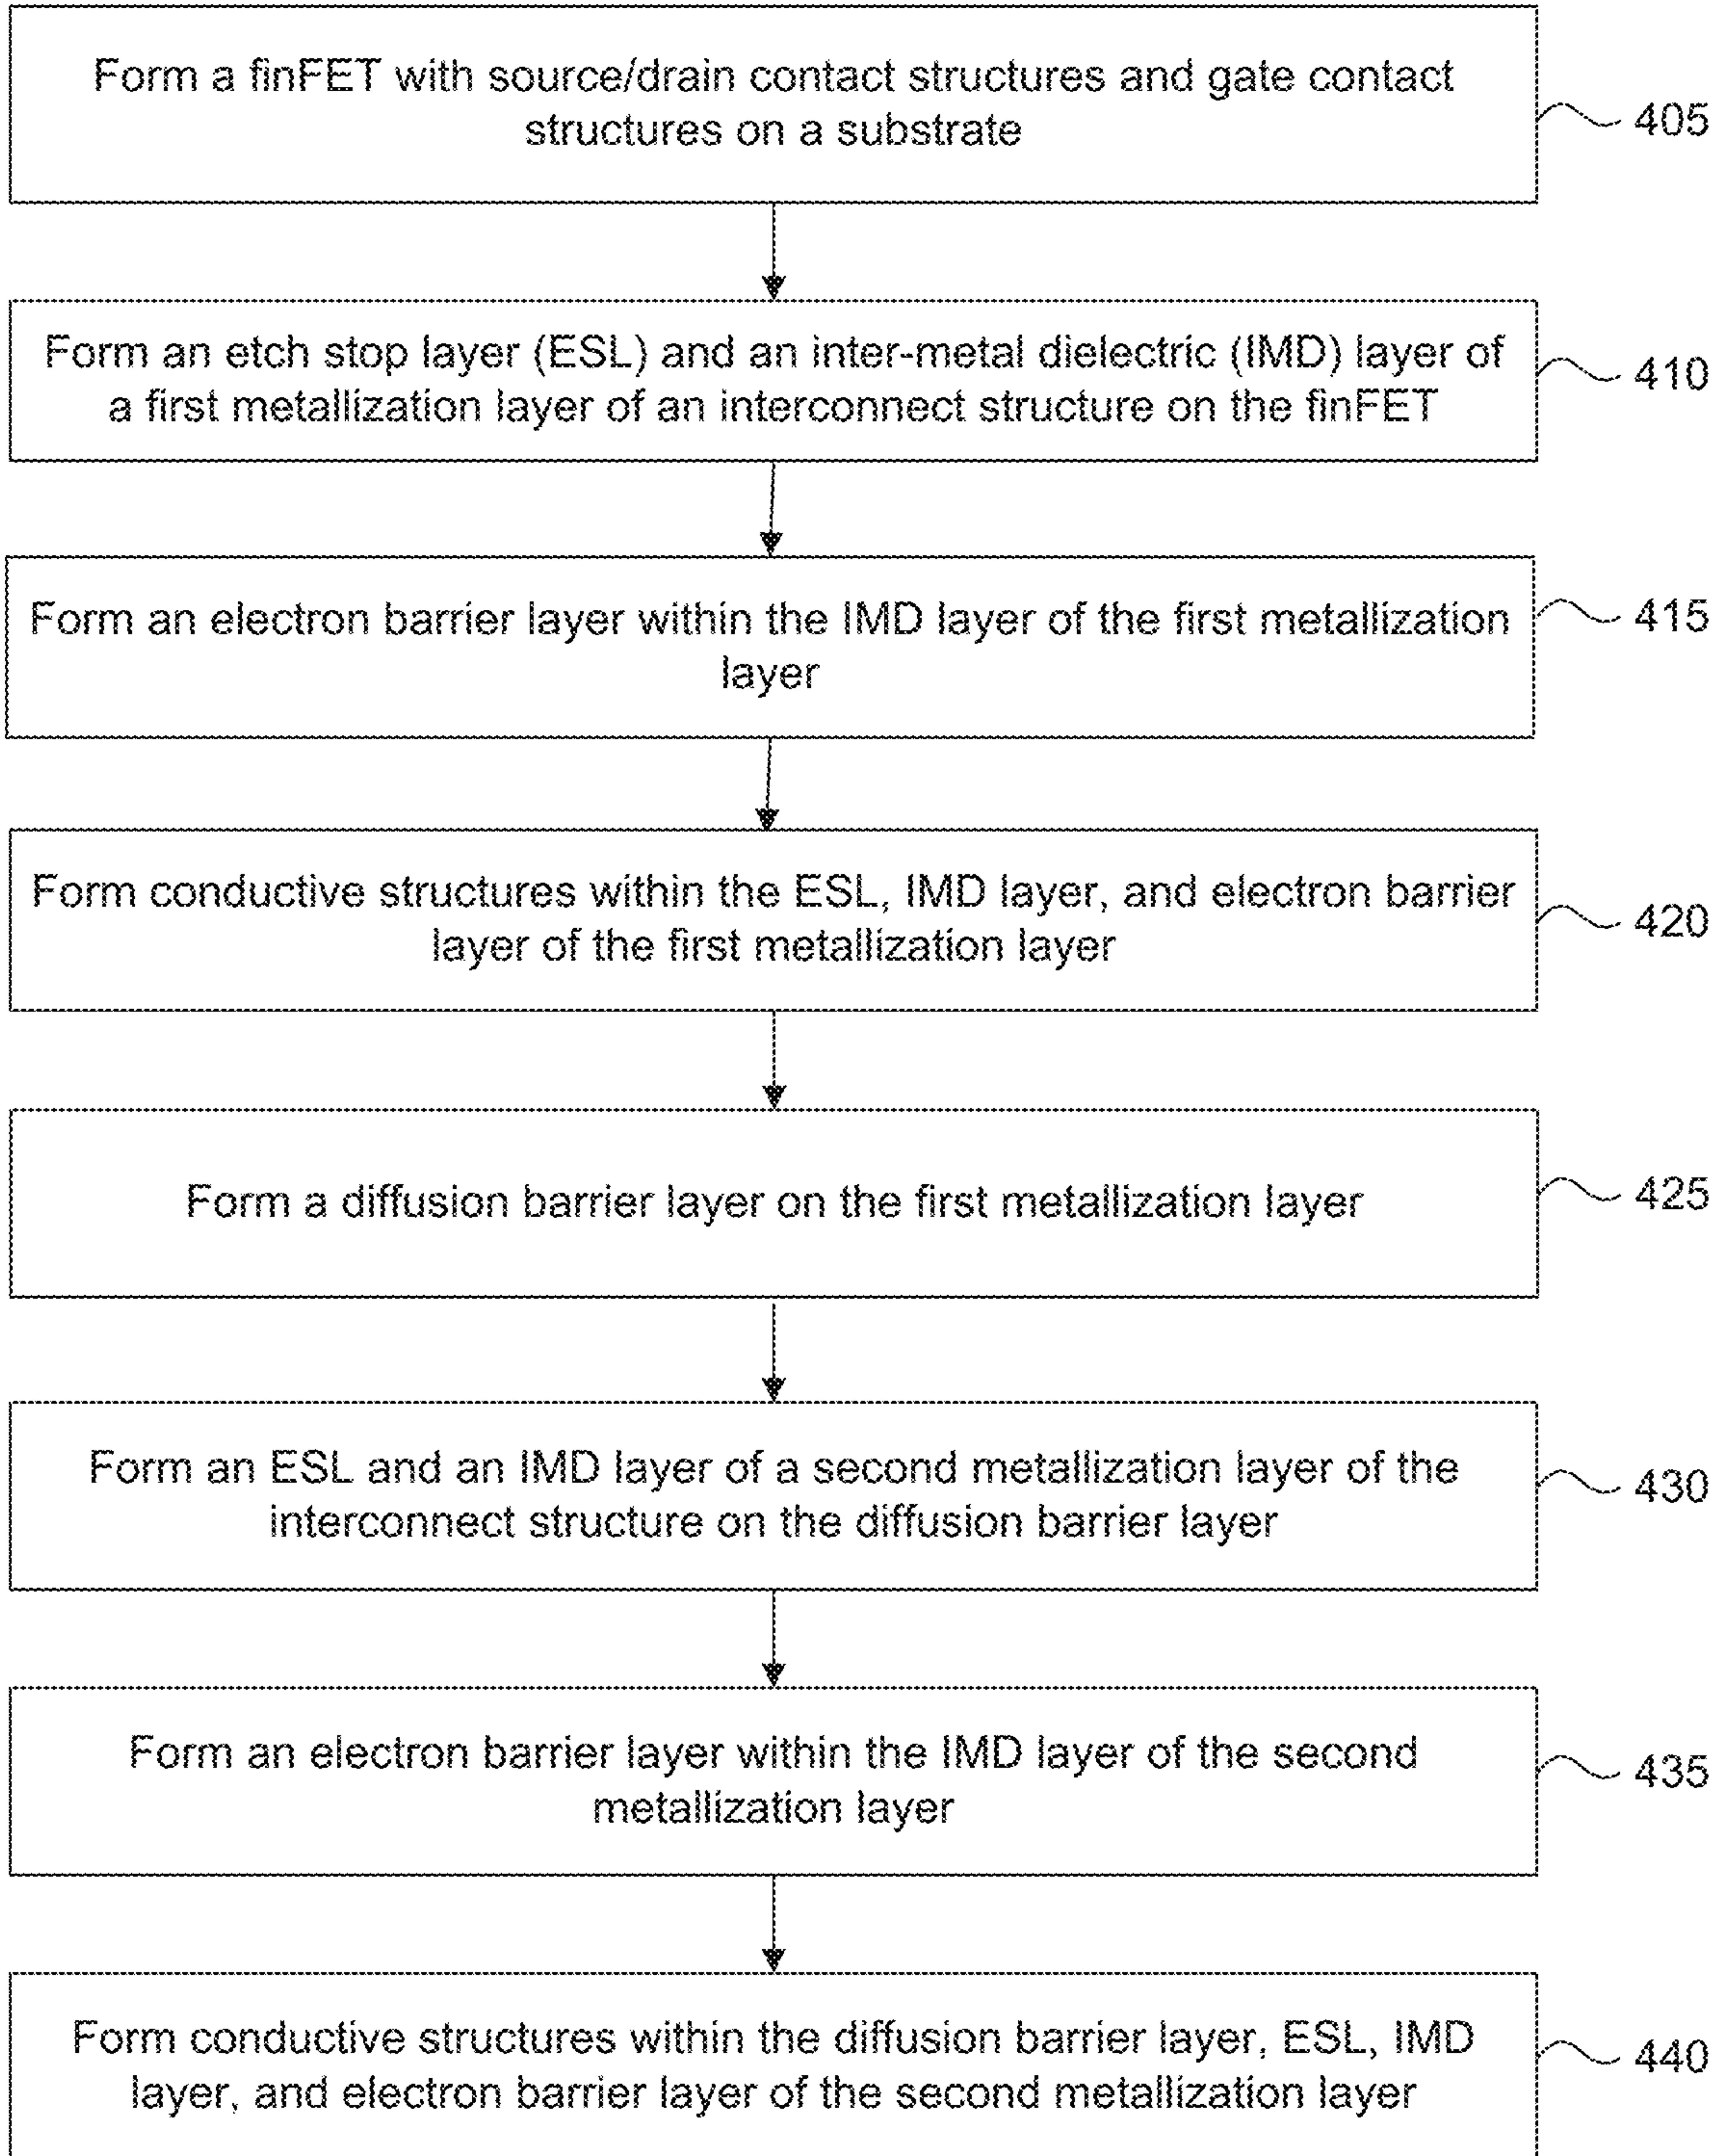 Form a finFET with source/drain contact structures and gate contact
structures on a substrate
405
Form an etch stop layer (ESL) and an inter-metal dielectric (IMD) layer of
a first metallization layer of an interconnect structure on the finFET
410
Form an electron barrier layer within the IMD layer of the first metallization
layer
415
Form conductive structures within the ESL, IMD layer, and electron barrier
layer of the first metallization layer
420
Form a diffusion barrier layer on the first metallization layer
425
Form an ESL and an IMD layer of a second metallization layer of the
interconnect structure on the diffusion barrier layer
430
Form an electron barrier layer within the IMD layer of the second
metallization layer
435
Form conductive structures within the diffusion barrier layer, ESL, IMD
layer, and electron barrier layer of the second metallization layer
440